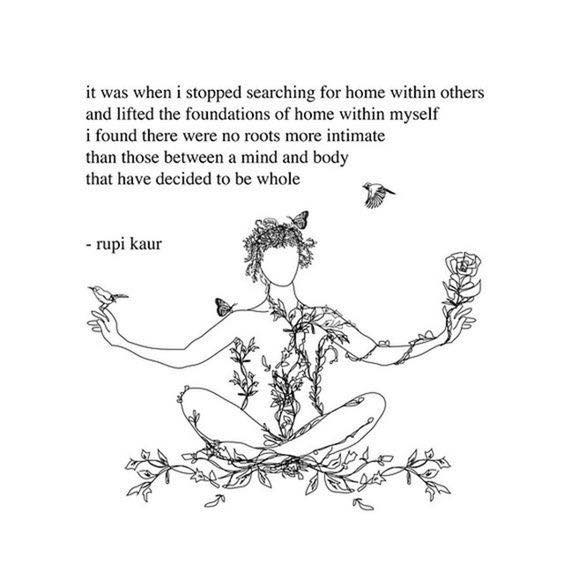 it was when i stopped searching for home within others
and lifted the foundations of home within myself
i found there were no roots more intimate
than those between a mind and body
that have decided to be whole
- rupi kaur